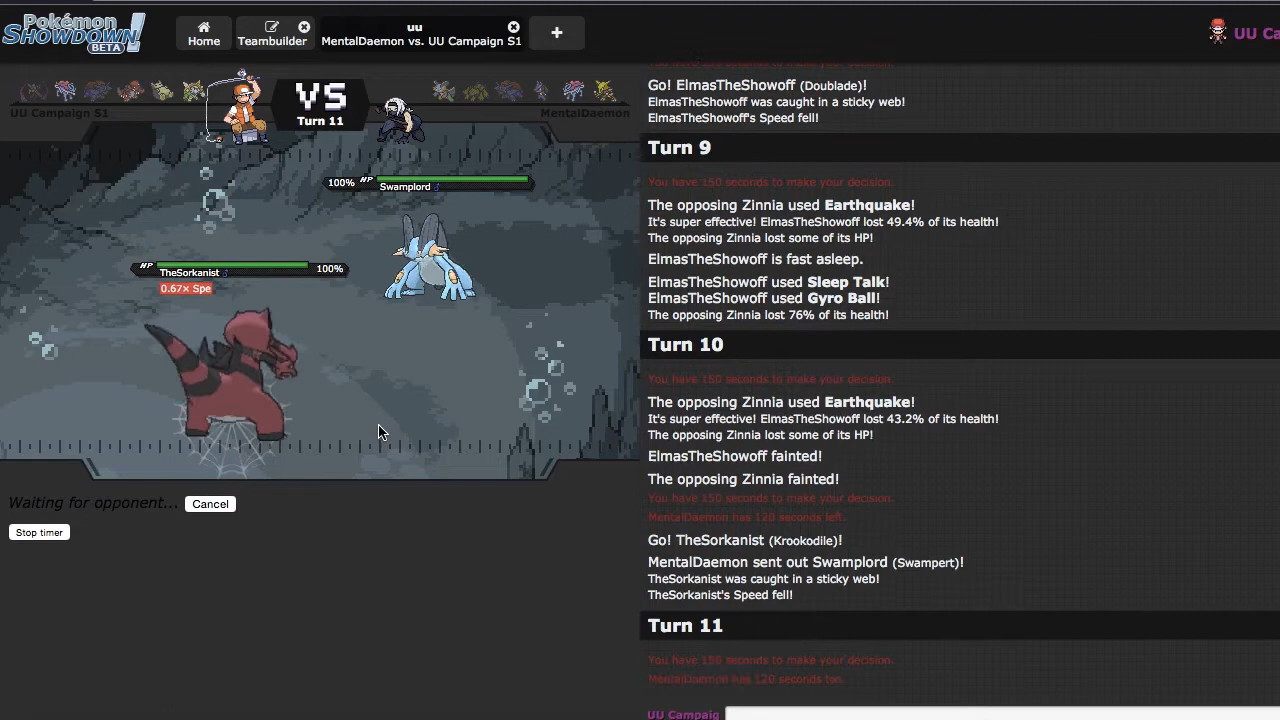 Pokémon
SHOWDOWN!
BETA
Home
Teambuilder
uu
MentalDaemon vs. UU Campaign S1
+
UU Ca
VS
Turn 11
UU Campaign S1
MentalDaemon
100% HP
Swamplord ♂
HP 100%
TheSorkanist ♂
0.67× Spe
Waiting for opponent... Cancel
Stop timer
Go! ElmasTheShowoff (Doublade)!
ElmasTheShowoff was caught in a sticky web!
ElmasTheShowoff's Speed fell!
Turn 9
You have 150 seconds to make your decision.
The opposing Zinnia used Earthquake!
It's super effective! ElmasTheShowoff lost 49.4% of its health!
The opposing Zinnia lost some of its HP!
ElmasTheShowoff is fast asleep.
ElmasTheShowoff used Sleep Talk!
ElmasTheShowoff used Gyro Ball!
The opposing Zinnia lost 76% of its health!
Turn 10
You have 150 seconds to make your decision.
The opposing Zinnia used Earthquake!
It's super effective! ElmasTheShowoff lost 43.2% of its health!
The opposing Zinnia lost some of its HP!
ElmasTheShowoff fainted!
The opposing Zinnia fainted!
You have 150 seconds to make your decision.
MentalDaemon has 120 seconds left.
Go! TheSorkanist (Krookodile)!
MentalDaemon sent out Swamplord (Swampert)!
TheSorkanist was caught in a sticky web!
TheSorkanist's Speed fell!
Turn 11
You have 150 seconds to make your decision.
MentalDaemon has 120 seconds left.
UU Campaig